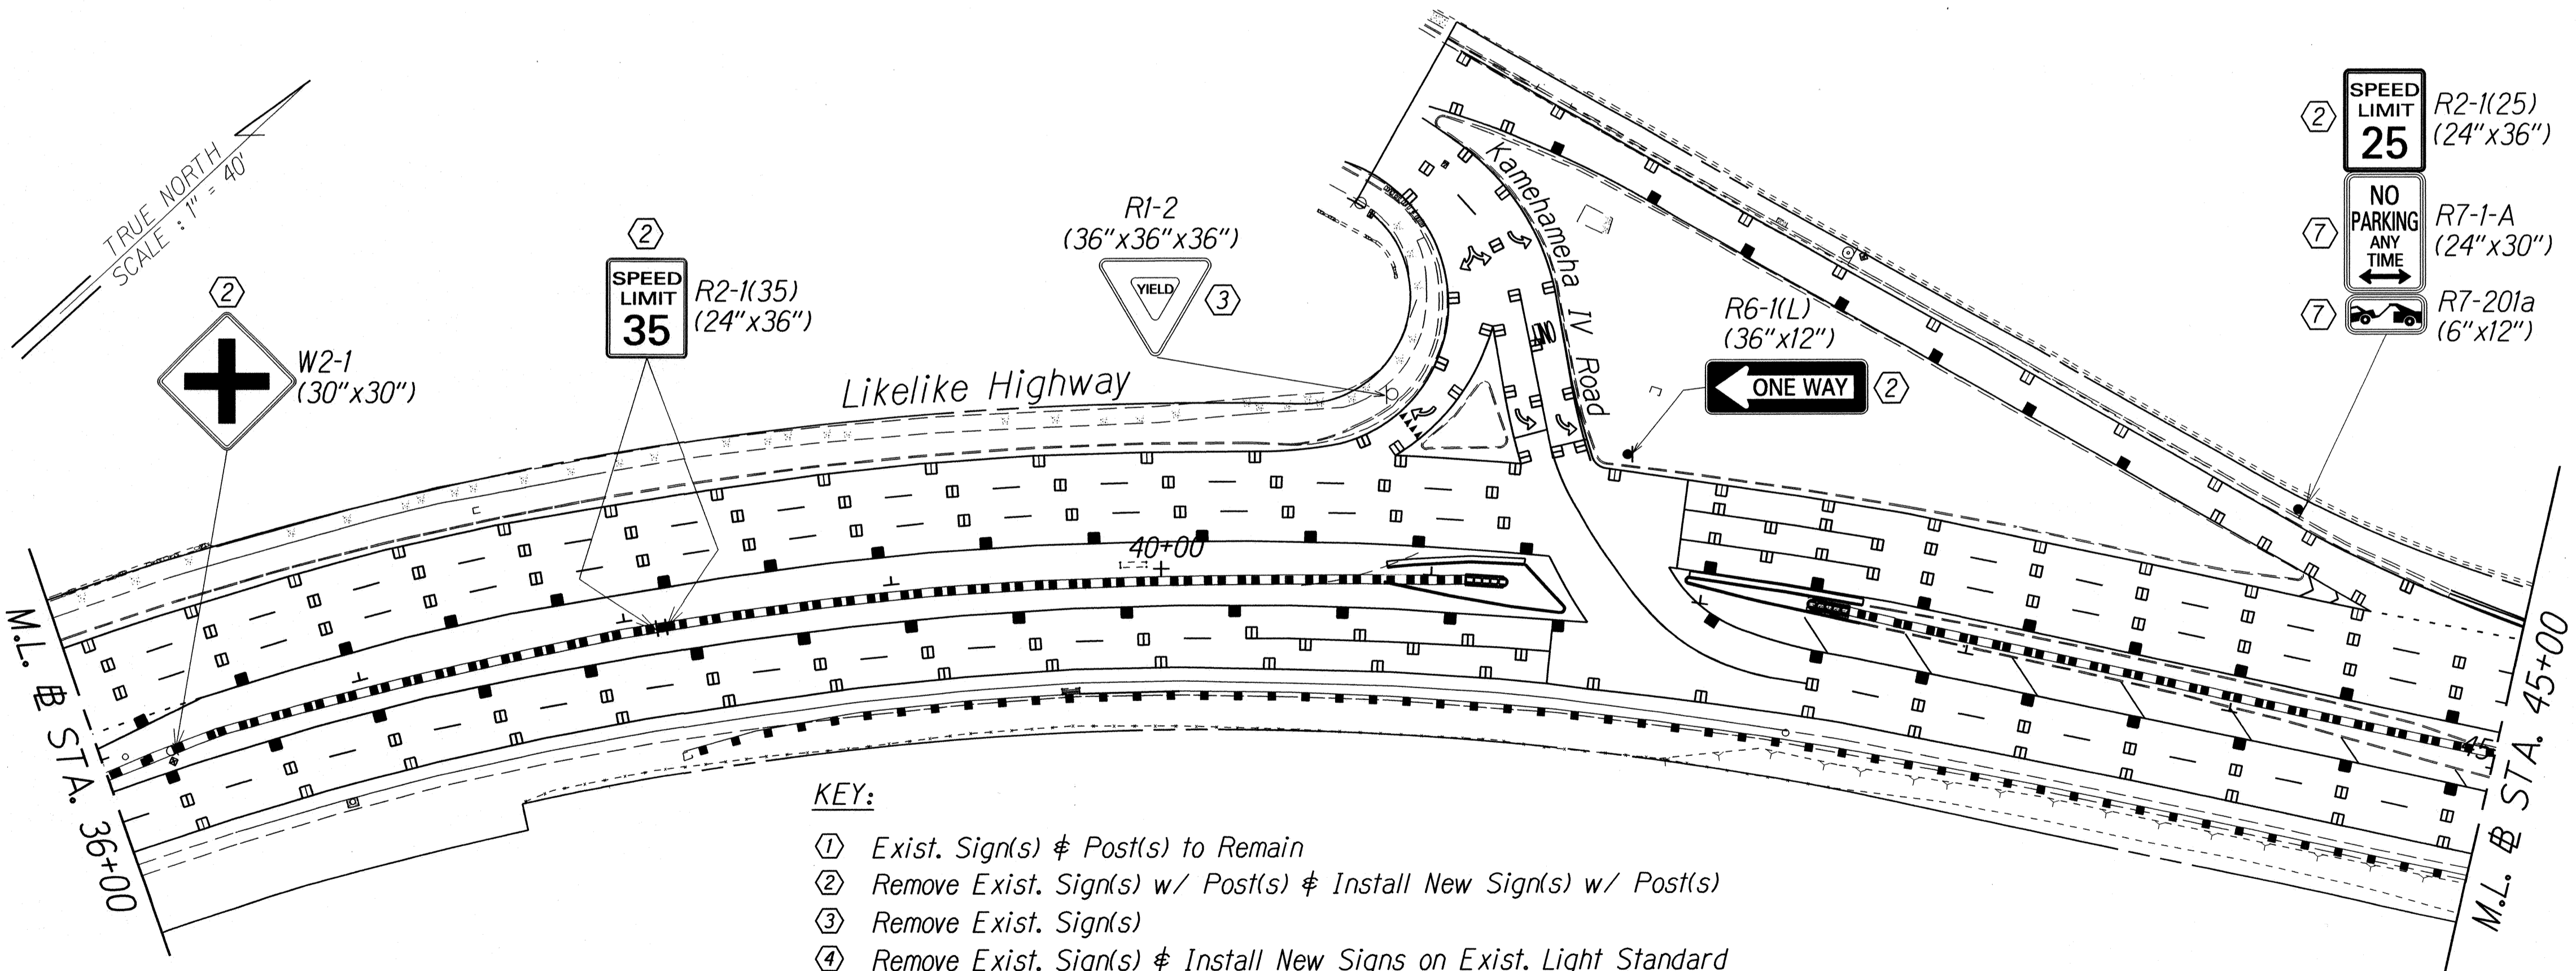 TRUE NORTH
SCALE : 1" = 40'
2
W2-1
(30"x30")
2
SPEED
LIMIT
35
R2-1(35)
(24"x36")
R1-2
(36"x36"x36")
YIELD
3
Likelike Highway
Kamehameha IV Road
R6-1(L)
(36"x12")
ONE WAY
2
2
SPEED
LIMIT
25
R2-1(25)
(24"x36")
7
NO
PARKING
ANY
TIME
R7-1-A
(24"x30")
7
R7-201a
(6"x12")
40+00
45
M.L. B STA. 36+00
M.L. B STA. 45+00
KEY:
1 Exist. Sign(s) & Post(s) to Remain
2 Remove Exist. Sign(s) w/ Post(s) & Install New Sign(s) w/ Post(s)
3 Remove Exist. Sign(s)
4 Remove Exist. Sign(s) & Install New Signs on Exist. Light Standard